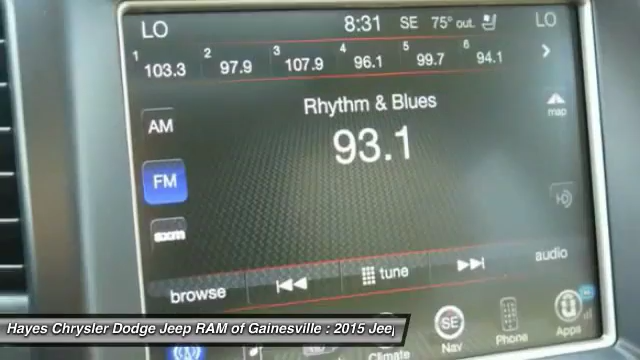 LO 8:31 SE 75° out. LO
1 103.3 2 97.9 3 107.9 4 96.1 5 99.7 6 94.1
Rhythm & Blues
map
AM
93.1
FM
sxm
audio
browse tune
SE
Climate Nav Phone Apps
Hayes Chrysler Dodge Jeep RAM of Gainesville : 2015 Jeep